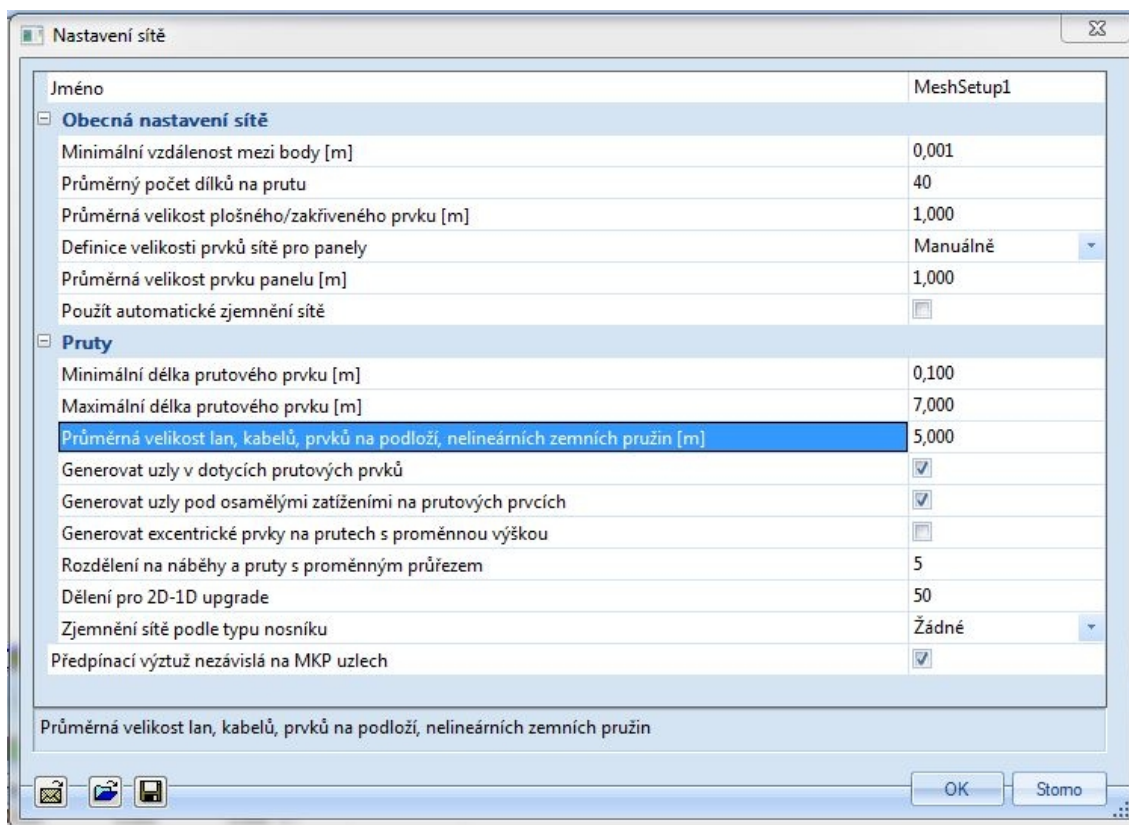 Nastavení sítě
Jméno MeshSetup1
Obecná nastavení sítě
Minimální vzdálenost mezi body [m] 0,001
Průměrný počet dílků na prutu 40
Průměrná velikost plošného/zakřiveného prvku [m] 1,000
Definice velikosti prvků sítě pro panely Manuálně
Průměrná velikost prvku panelu [m] 1,000
Použít automatické zjemnění sítě
Pruty
Minimální délka prutového prvku [m] 0,100
Maximální délka prutového prvku [m] 7,000
Průměrná velikost lan, kabelů, prvků na podloží, nelineárních zemních pružin [m] 5,000
Generovat uzly v dotycích prutových prvků
Generovat uzly pod osamělými zatíženími na prutových prvcích
Generovat excentrické prvky na prutech s proměnnou výškou
Rozdělení na náběhy a pruty s proměnným průřezem 5
Dělení pro 2D-1D upgrade 50
Zjemnění sítě podle typu nosníku Žádné
Předpínací výztuž nezávislá na MKP uzlech
Průměrná velikost lan, kabelů, prvků na podloží, nelineárních zemních pružin
OK Storno